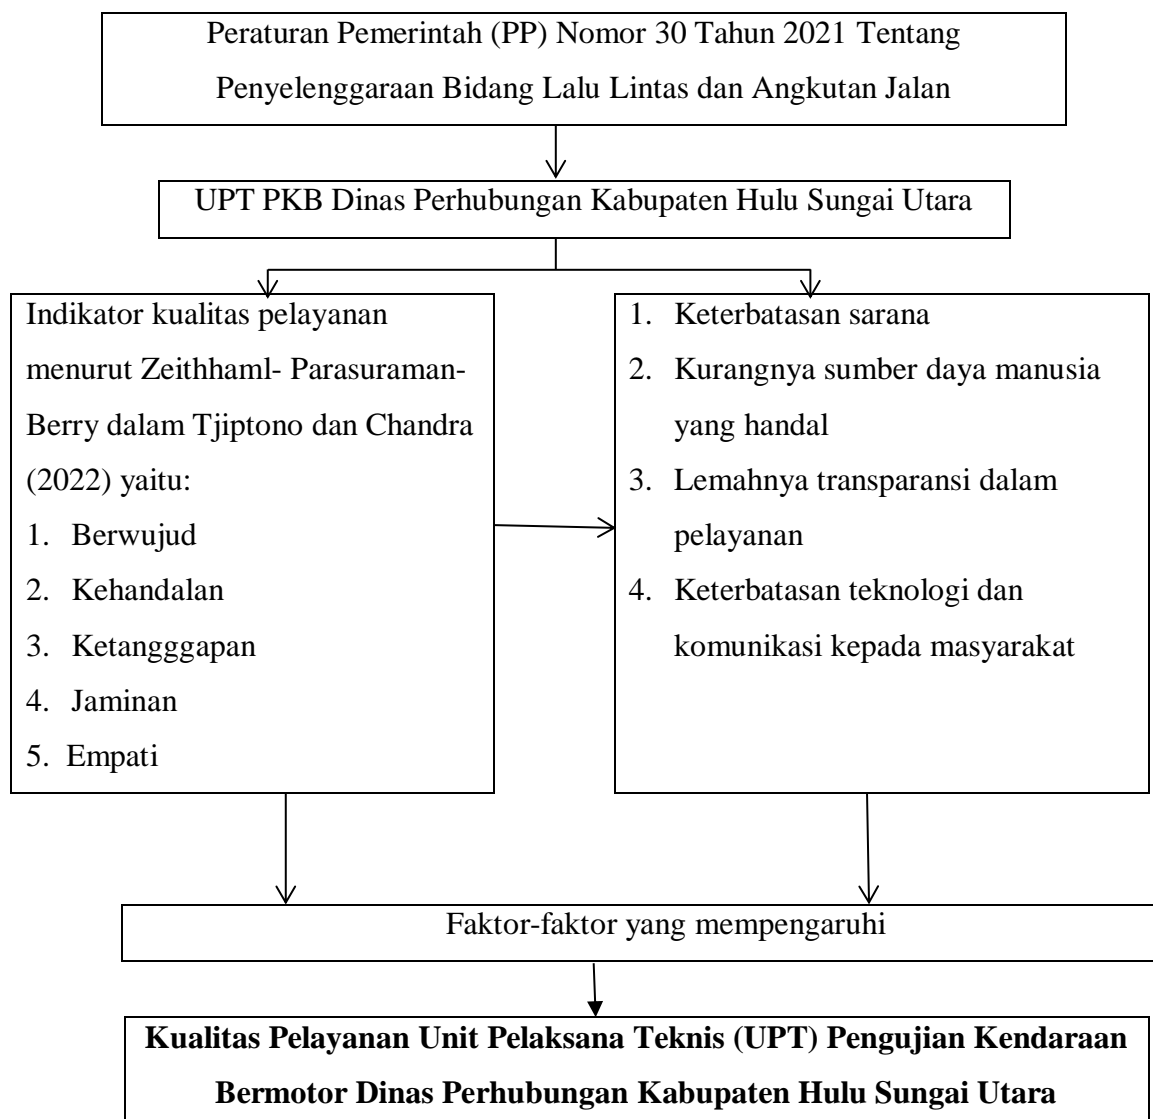 Peraturan Pemerintah (PP) Nomor 30 Tahun 2021 Tentang
Penyelenggaraan Bidang Lalu Lintas dan Angkutan Jalan
UPT PKB Dinas Perhubungan Kabupaten Hulu Sungai Utara
Indikator kualitas pelayanan
menurut Zeithhaml- Parasuraman-
Berry dalam Tjiptono dan Chandra
(2022) yaitu:
1. Berwujud
2. Kehandalan
3. Ketangggapan
4. Jaminan
5. Empati
1. Keterbatasan sarana
2. Kurangnya sumber daya manusia
yang handal
3. Lemahnya transparansi dalam
pelayanan
4. Keterbatasan teknologi dan
komunikasi kepada masyarakat
Faktor-faktor yang mempengaruhi
Kualitas Pelayanan Unit Pelaksana Teknis (UPT) Pengujian Kendaraan
Bermotor Dinas Perhubungan Kabupaten Hulu Sungai Utara